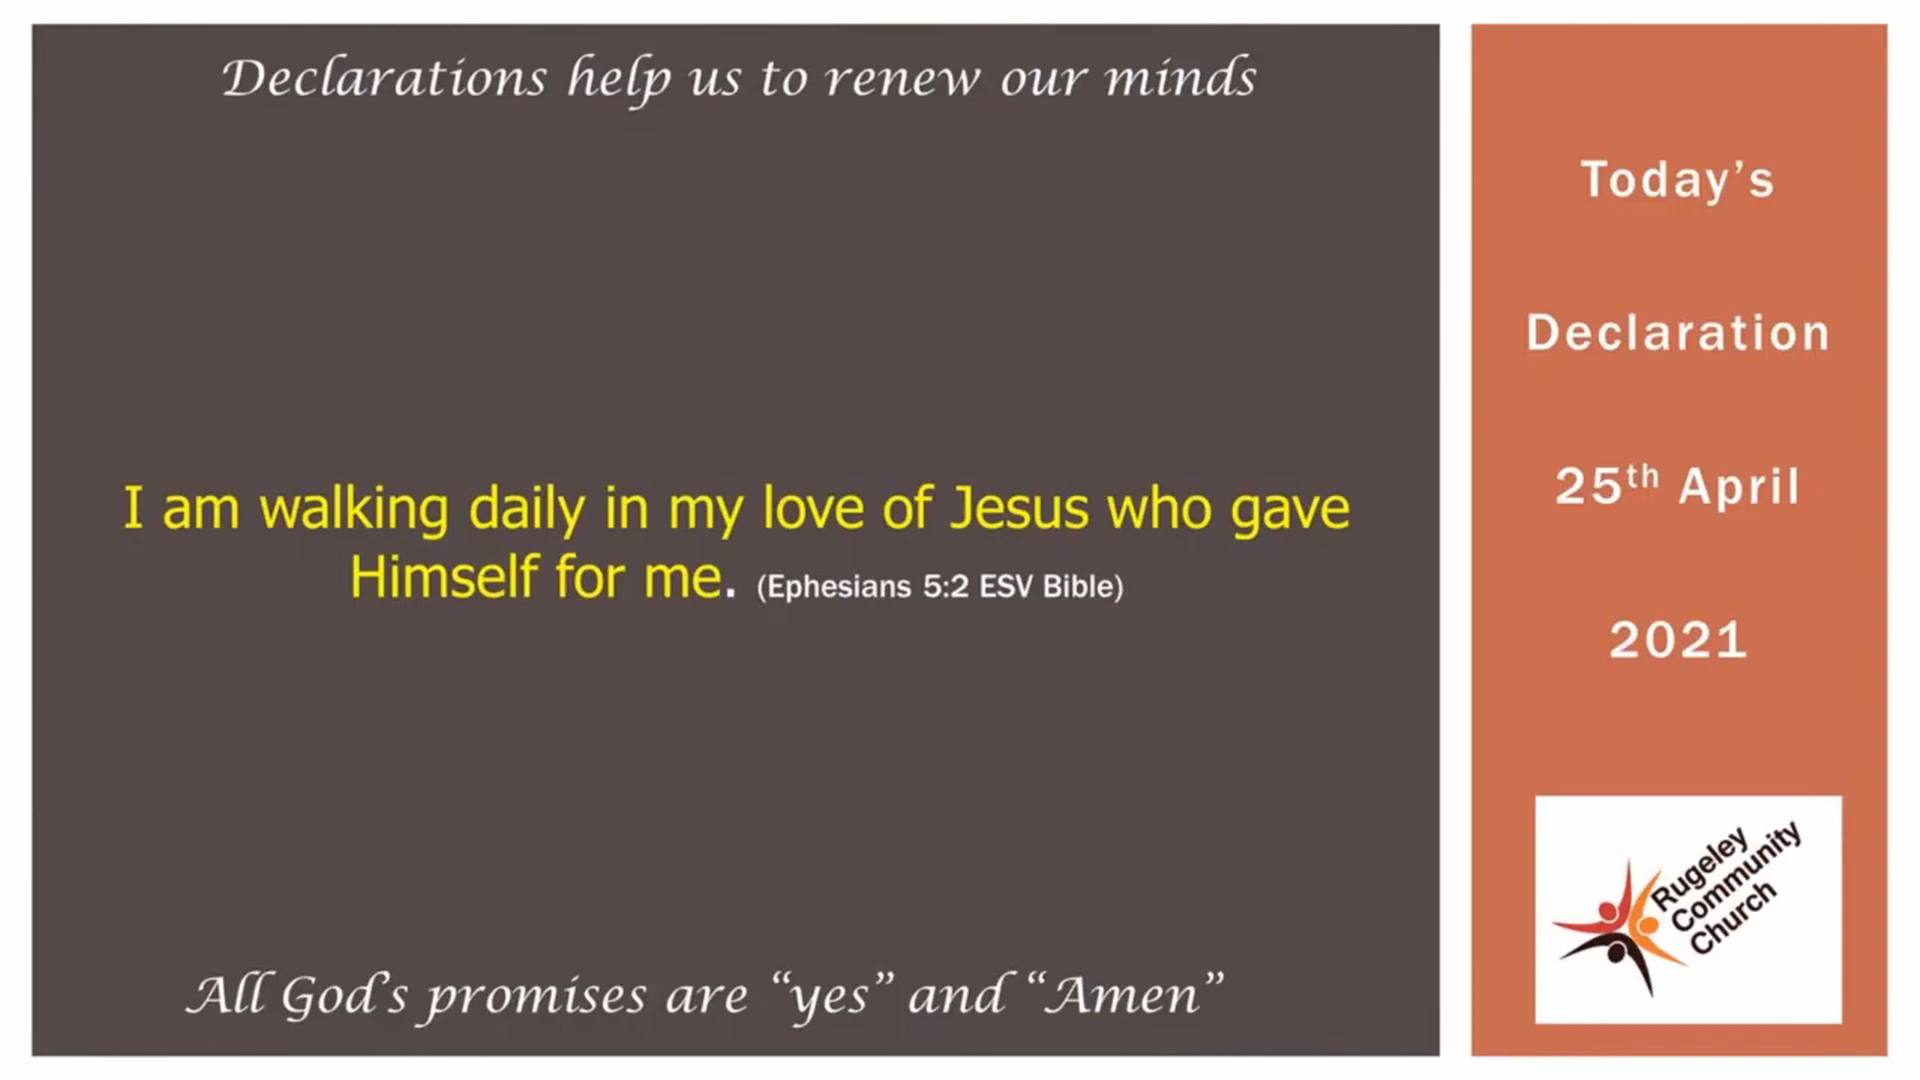 Declarations help us to renew our minds
I am walking daily in my love of Jesus who gave
Himself for me. (Ephesians 5:2 ESV Bible)
All God’s promises are “yes” and “Amen”
Today’s
Declaration
25th April
2021
Rugeley
Community
Church